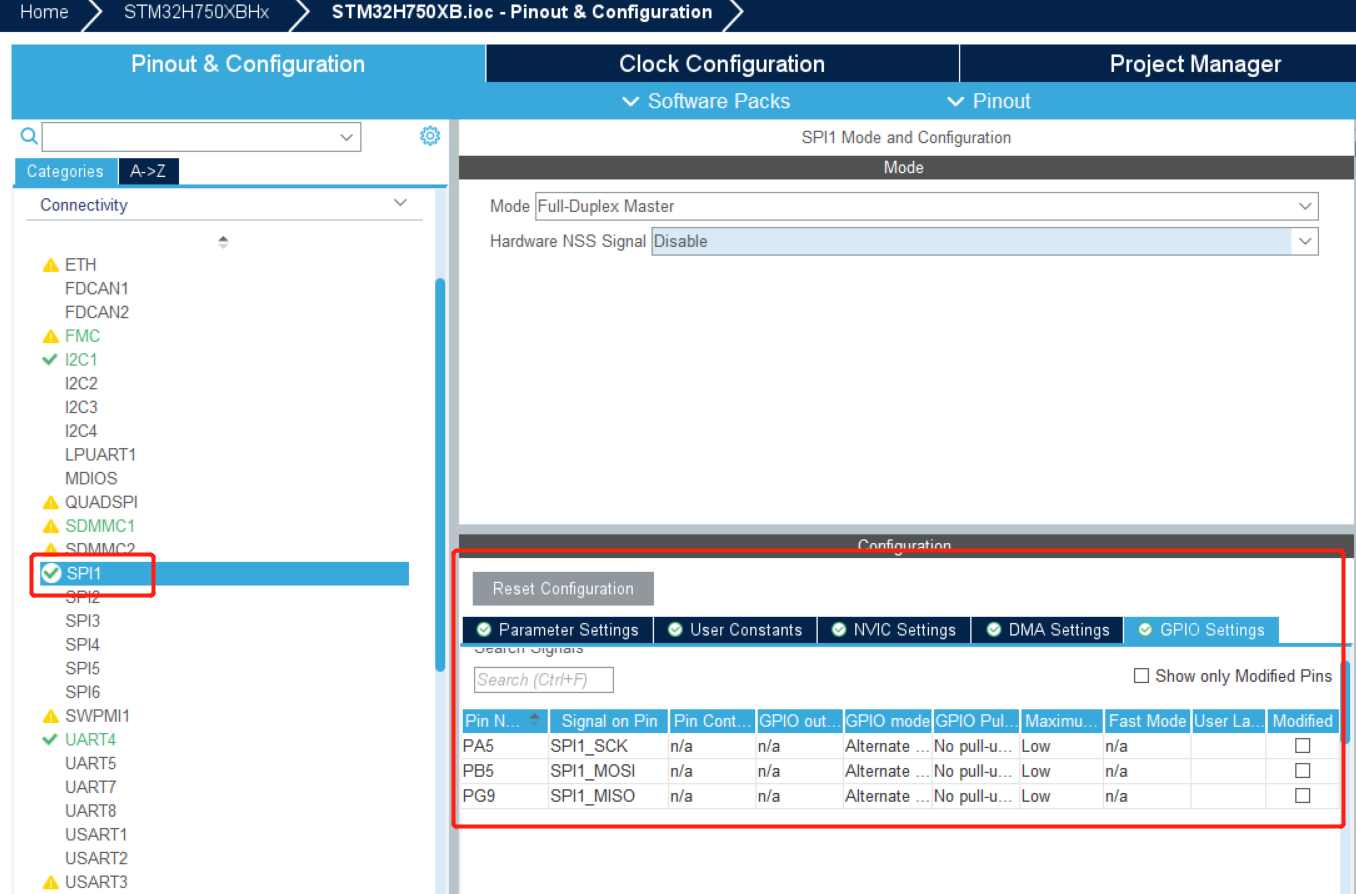 Home STM32H750XBHx STM32H750XB.ioc - Pinout & Configuration
Pinout & Configuration Clock Configuration Project Manager
Software Packs Pinout
Categories A->Z
Connectivity
ETH
FDCAN1
FDCAN2
FMC
I2C1
I2C2
I2C3
I2C4
LPUART1
MDIOS
QUADSPI
SDMMC1
SDMMC2
SPI1
SPI2
SPI3
SPI4
SPI5
SPI6
SWPMI1
UART4
UART5
UART7
UART8
USART1
USART2
USART3
SPI1 Mode and Configuration
Mode
Mode Full-Duplex Master
Hardware NSS Signal Disable
Configuration
Reset Configuration
Parameter Settings User Constants NVIC Settings DMA Settings GPIO Settings
Search Signals
Search (Ctrl+F) Show only Modified Pins
Pin N... Signal on Pin Pin Cont... GPIO out... GPIO mode GPIO Pul... Maximu... Fast Mode User La... Modified
PA5 SPI1_SCK n/a n/a Alternate ... No pull-u... Low n/a
PB5 SPI1_MOSI n/a n/a Alternate ... No pull-u... Low n/a
PG9 SPI1_MISO n/a n/a Alternate ... No pull-u... Low n/a